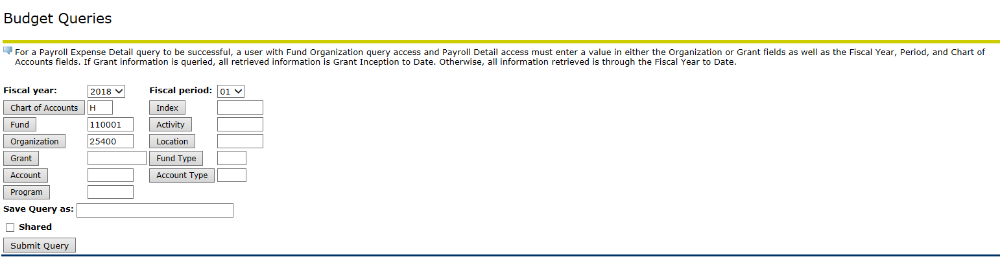 Budget Queries
For a Payroll Expense Detail query to be successful, a user with Fund Organization query access and Payroll Detail access must enter a value in either the Organization or Grant fields as well as the Fiscal Year, Period, and Chart of
Accounts fields. If Grant information is queried, all retrieved information is Grant Inception to Date. Otherwise, all information retrieved is through the Fiscal Year to Date.
Fiscal year: 2018 Fiscal period: 01
Chart of Accounts H Index
Fund 110001 Activity
Organization 25400 Location
Grant Fund Type
Account Account Type
Program
Save Query as:
Shared
Submit Query